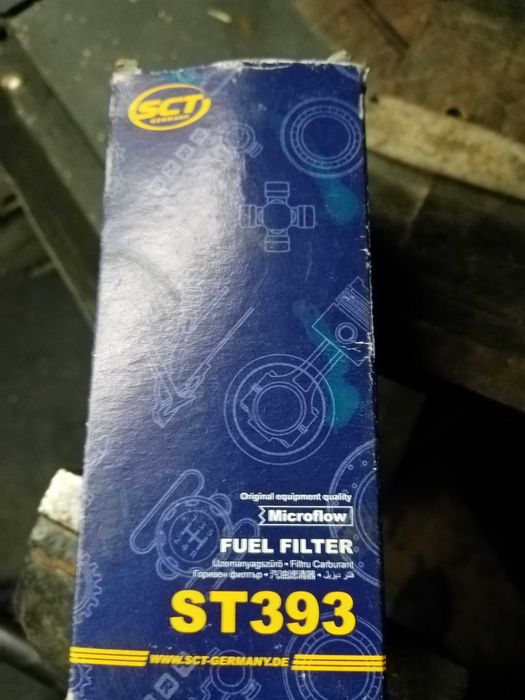 SCT
GERMANY
Original equipment quality
Microflow
FUEL FILTER
Üzemanyagszűrő • Filtru Carburant
Горивен филтър •
ST393
WWW.SCT-GERMANY.DE